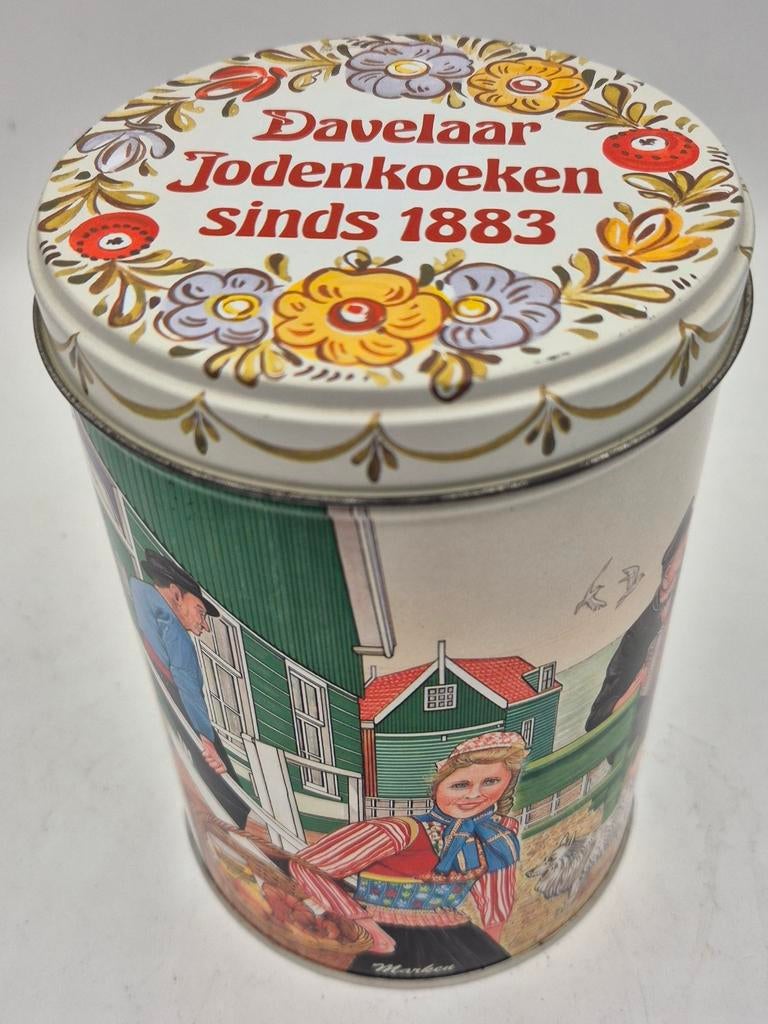 Davelaar
Jodenkoeken
sinds 1883
Marken